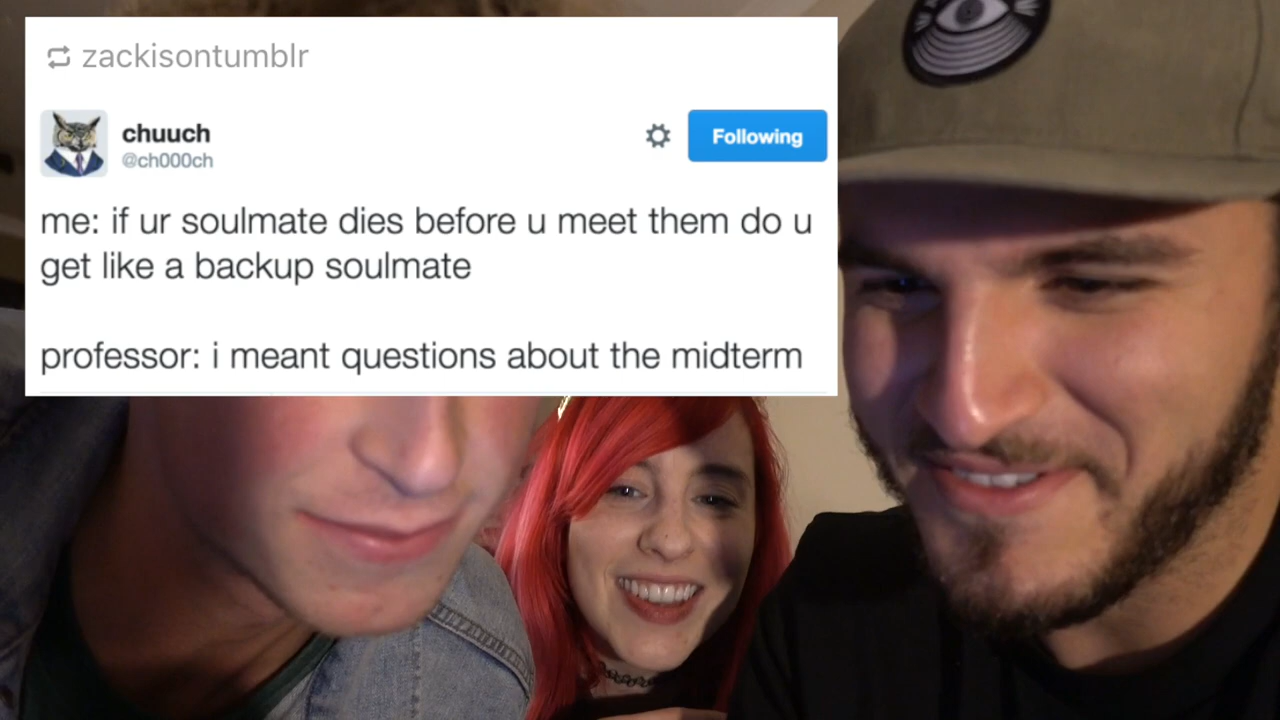 zackisontumblr
chuuch
@ch000ch
Following
me: if ur soulmate dies before u meet them do u
get like a backup soulmate
professor: i meant questions about the midterm